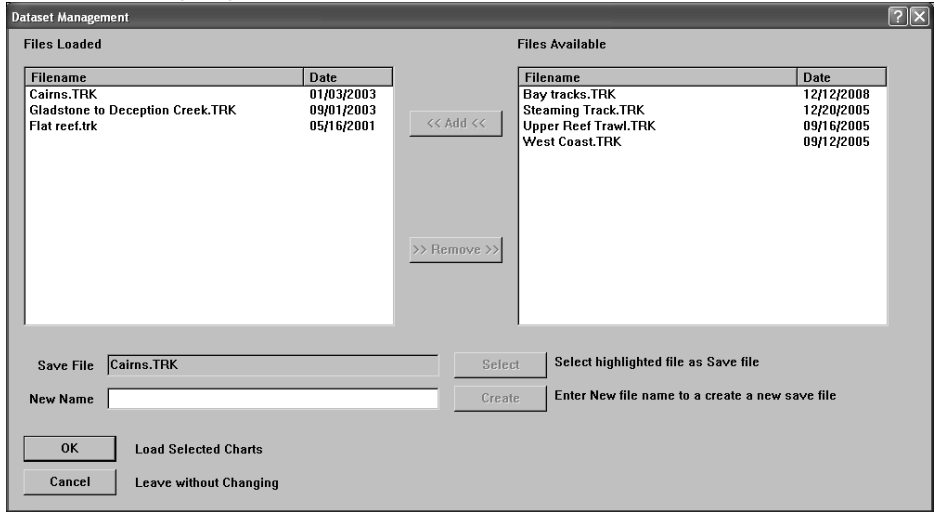 Dataset Management
Files Loaded
Files Available
Filename Date
Cairns.TRK 01/03/2003
Gladstone to Deception Creek.TRK 09/01/2003
Flat reef.trk 05/16/2001
<< Add <<
>> Remove >>
Filename Date
Bay tracks.TRK 12/12/2008
Steaming Track.TRK 12/20/2005
Upper Reef Trawl.TRK 09/16/2005
West Coast.TRK 09/12/2005
Save File Cairns.TRK Select Select highlighted file as Save file
New Name Create Enter New file name to a create a new save file
OK Load Selected Charts
Cancel Leave without Changing